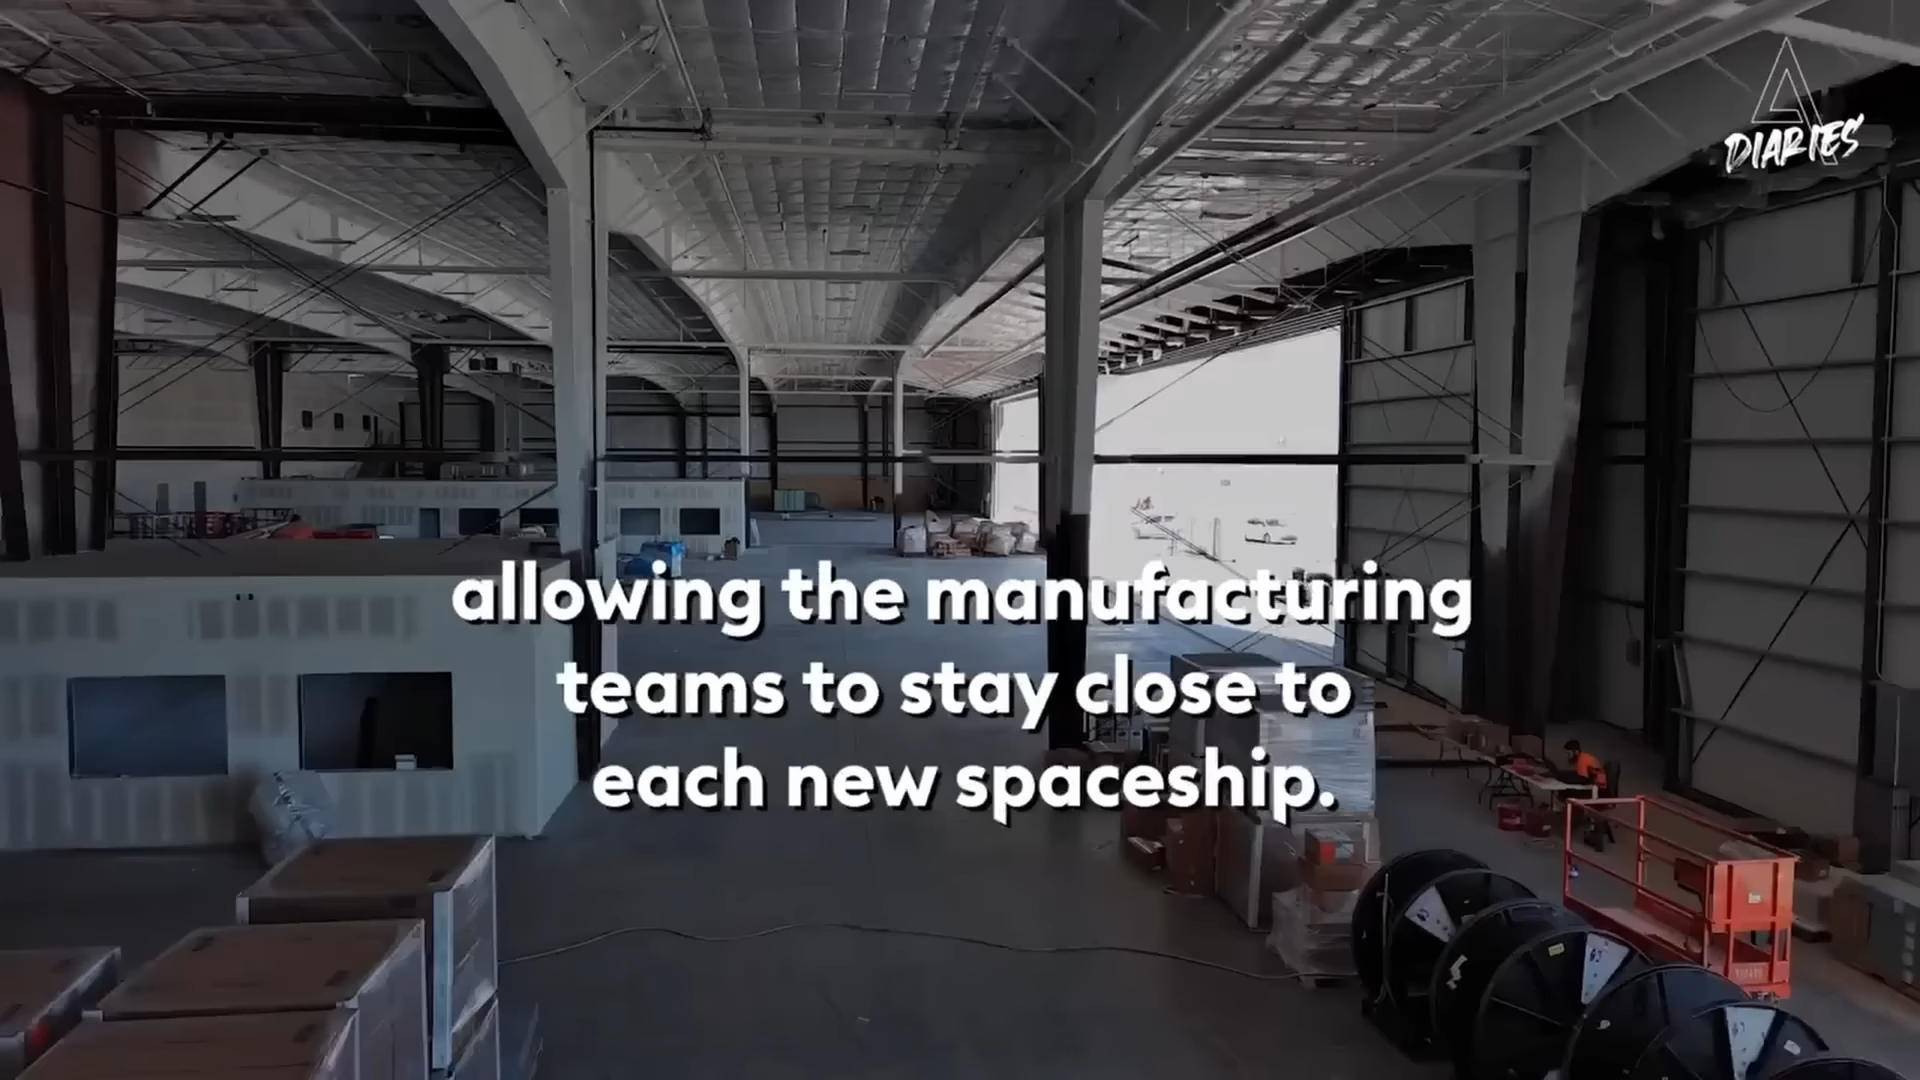 DIARIES
allowing the manufacturing
teams to stay close to
each new spaceship.